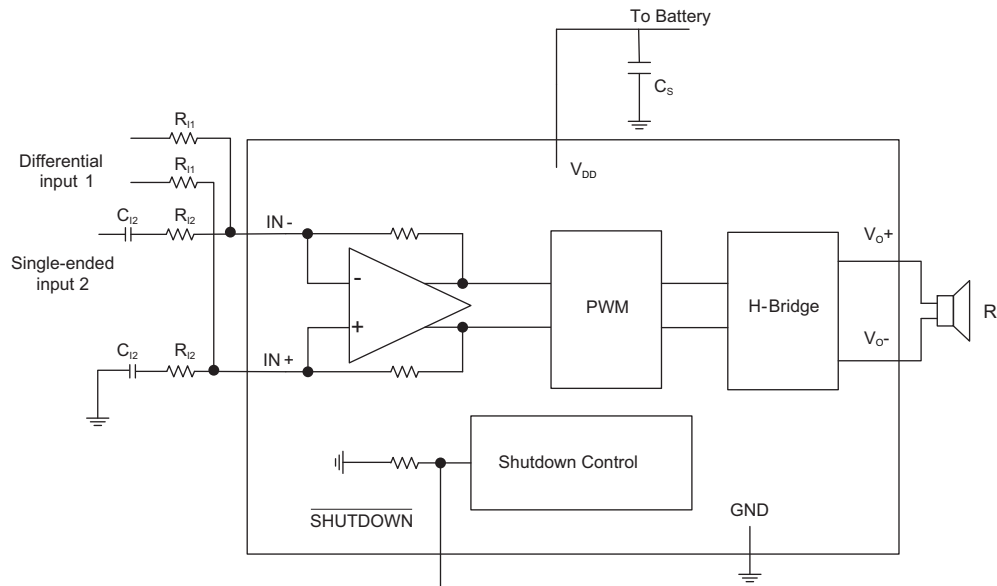 To Battery
C_S
R_I1
Differential
input 1
R_I1
V_DD
C_I2
R_I2
IN -
V_O+
Single-ended
input 2
-
PWM
H-Bridge
R
+
V_O-
C_I2
R_I2
IN +
Shutdown Control
SHUTDOWN
GND